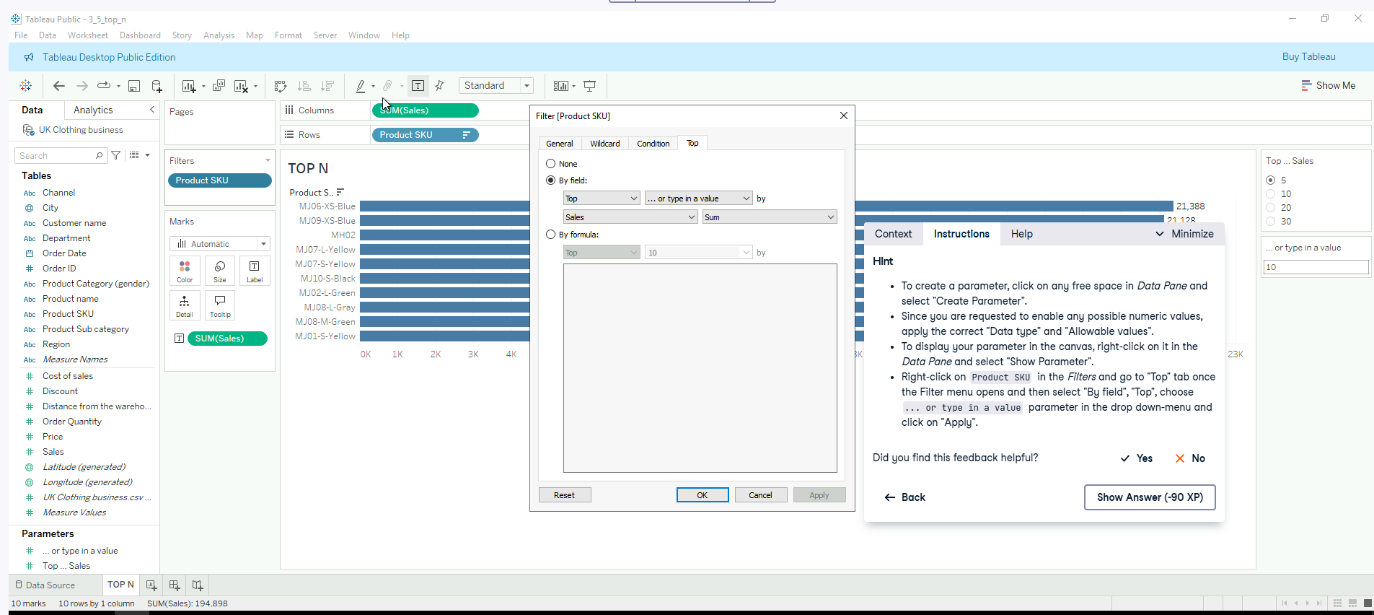 Tableau Public - 3_5_top_n
File Data Worksheet Dashboard Story Analysis Map Format Server Window Help
Tableau Desktop Public Edition
Buy Tableau
Standard
Show Me
Data Analytics
UK Clothing business
Search
Tables
Abc Channel
City
Abc Customer name
Abc Department
Order Date
# Order ID
Abc Product Category (gender)
Abc Product name
Abc Product SKU
Abc Product Sub category
Abc Region
Abc Measure Names
# Cost of sales
# Discount
# Distance from the wareho...
# Order Quantity
# Price
# Sales
Latitude (generated)
Longitude (generated)
# UK Clothing business.csv ...
# Measure Values
Parameters
# ... or type in a value
# Top ... Sales
Pages
Filters
Product SKU
Marks
Automatic
Color Size Label
Detail Tooltip
SUM(Sales)
Columns
SUM(Sales)
Rows
Product SKU
TOP N
Product S..
MJ06-XS-Blue
MJ09-XS-Blue
MH02
MJ07-L-Yellow
MJ07-S-Yellow
MJ10-S-Black
MJ02-L-Green
MJ08-L-Gray
MJ08-M-Green
MJ01-S-Yellow
0K 1K 2K 3K 4K
23K
21,388
21,128
Filter [Product SKU]
General Wildcard Condition Top
None
By field:
Top ... or type in a value by
Sales Sum
By formula:
Top 10 by
Reset OK Cancel Apply
Context Instructions Help Minimize
Hint
• To create a parameter, click on any free space in Data Pane and
select "Create Parameter".
• Since you are requested to enable any possible numeric values,
apply the correct "Data type" and "Allowable values".
• To display your parameter in the canvas, right-click on it in the
Data Pane and select "Show Parameter".
• Right-click on Product SKU in the Filters and go to "Top" tab once
the Filter menu opens and then select "By field", "Top", choose
... or type in a value parameter in the drop down-menu and
click on "Apply".
Did you find this feedback helpful? Yes No
Back
Show Answer (-90 XP)
Top ... Sales
5
10
20
30
... or type in a value
10
Data Source TOP N
10 marks 10 rows by 1 column SUM(Sales): 194,898